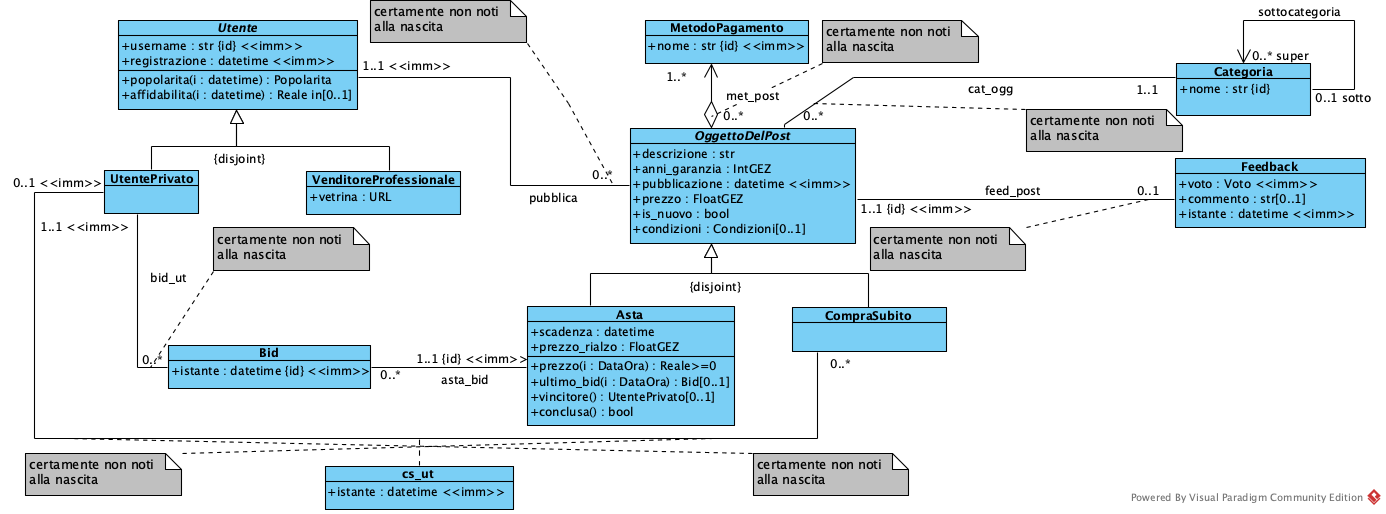 Utente
+username : str {id} <<imm>>
+registrazione : datetime <<imm>>
+popolarita(i : datetime) : Popolarita
+affidabilita(i : datetime) : Reale in[0..1]
certamente non noti
alla nascita
1..1 <<imm>>
0..*
pubblica
MetodoPagamento
+nome : str {id} <<imm>>
certamente non noti
alla nascita
1..*
met_post
0..*
sottocategoria
0..* super
Categoria
+nome : str {id}
0..1 sotto
cat_ogg
1..1
0..*
certamente non noti
alla nascita
{disjoint}
UtentePrivato
VenditoreProfessionale
+vetrina : URL
0..1 <<imm>>
1..1 <<imm>>
OggettoDelPost
+descrizione : str
+anni_garanzia : IntGEZ
+pubblicazione : datetime <<imm>>
+prezzo : FloatGEZ
+is_nuovo : bool
+condizioni : Condizioni[0..1]
Feedback
+voto : Voto <<imm>>
+commento : str[0..1]
+istante : datetime <<imm>>
feed_post
0..1
1..1 {id} <<imm>>
certamente non noti
alla nascita
certamente non noti
alla nascita
bid_ut
0..*
{disjoint}
Bid
+istante : datetime {id} <<imm>>
1..1 {id} <<imm>>
0..*
asta_bid
Asta
+scadenza : datetime
+prezzo_rialzo : FloatGEZ
+prezzo(i : DataOra) : Reale>=0
+ultimo_bid(i : DataOra) : Bid[0..1]
+vincitore() : UtentePrivato[0..1]
+conclusa() : bool
CompraSubito
0..*
certamente non noti
alla nascita
cs_ut
+istante : datetime <<imm>>
certamente non noti
alla nascita
Powered By Visual Paradigm Community Edition